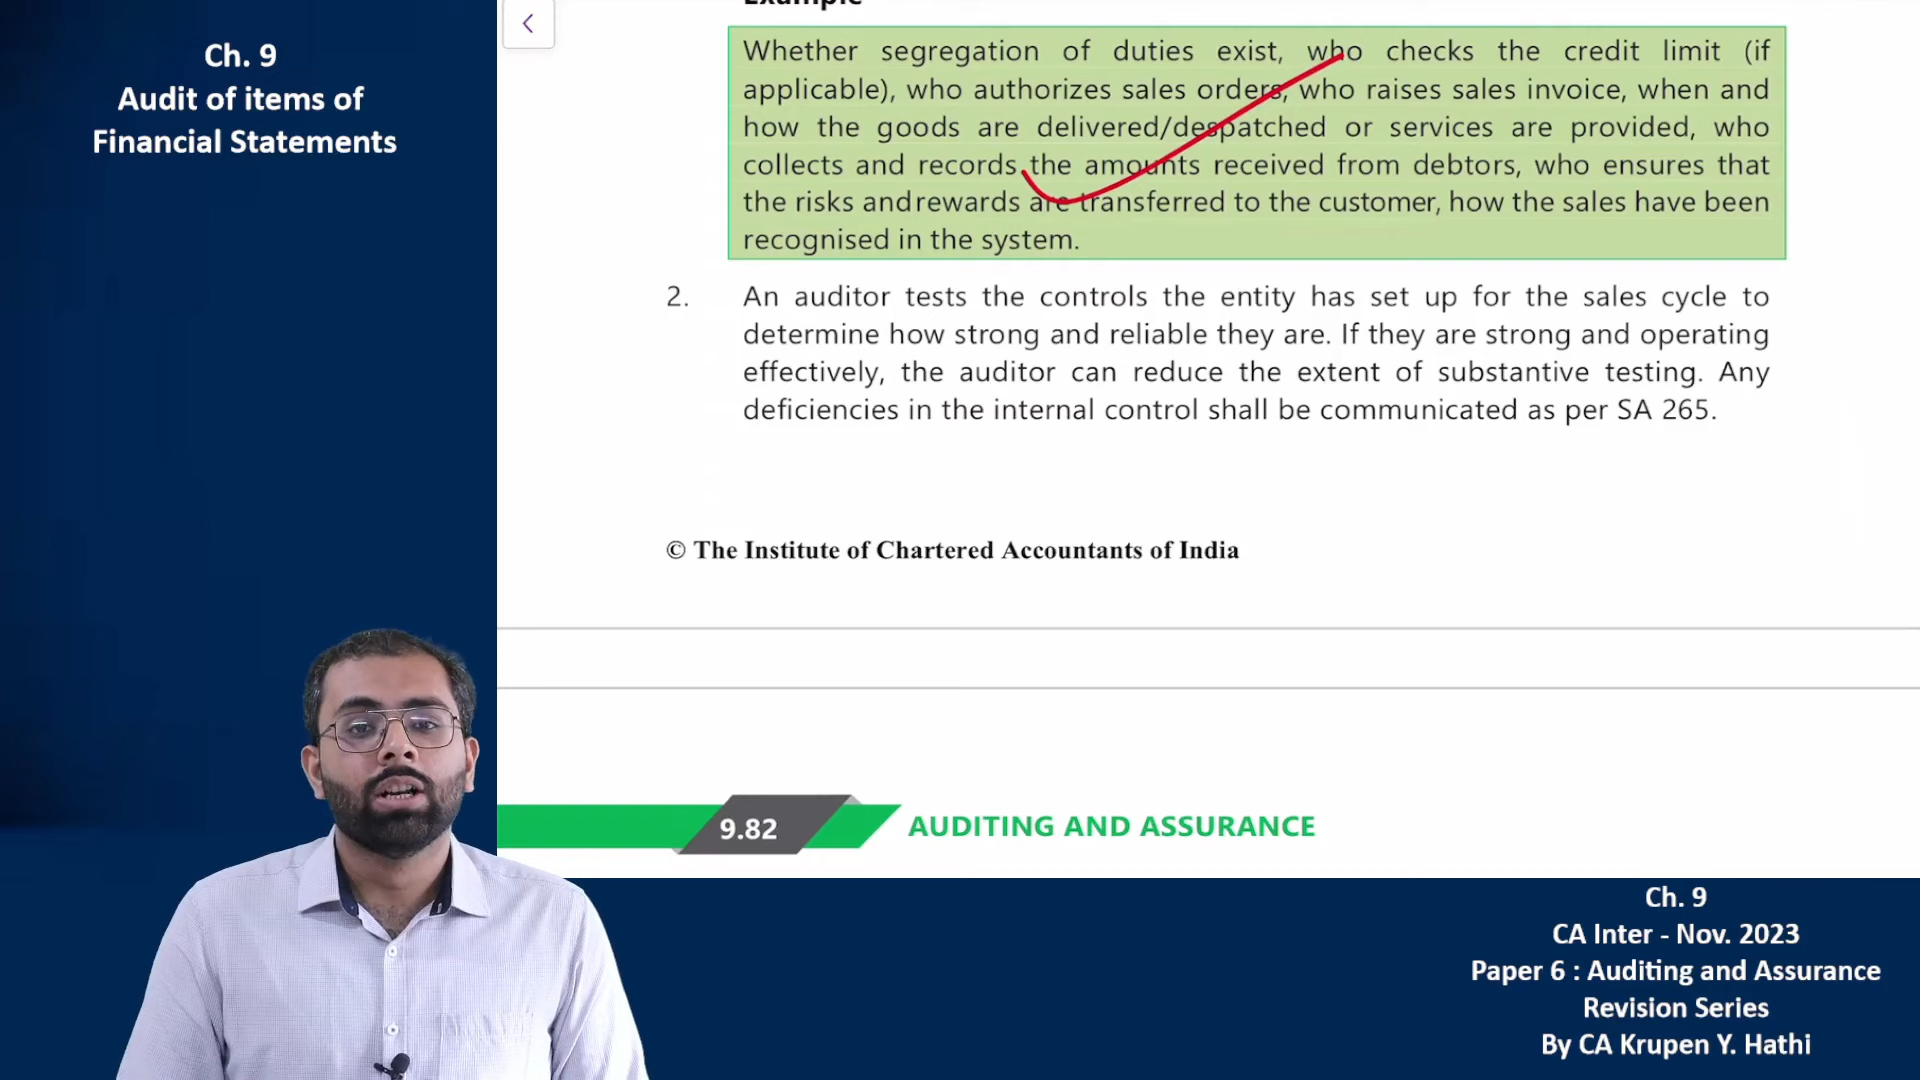 Ch. 9
Audit of items of
Financial Statements
Example
Whether segregation of duties exist, who checks the credit limit (if
applicable), who authorizes sales orders, who raises sales invoice, when and
how the goods are delivered/despatched or services are provided, who
collects and records the amounts received from debtors, who ensures that
the risks andrewards are transferred to the customer, how the sales have been
recognised in the system.
2. An auditor tests the controls the entity has set up for the sales cycle to
determine how strong and reliable they are. If they are strong and operating
effectively, the auditor can reduce the extent of substantive testing. Any
deficiencies in the internal control shall be communicated as per SA 265.
© The Institute of Chartered Accountants of India
9.82 AUDITING AND ASSURANCE
Ch. 9
CA Inter - Nov. 2023
Paper 6 : Auditing and Assurance
Revision Series
By CA Krupen Y. Hathi